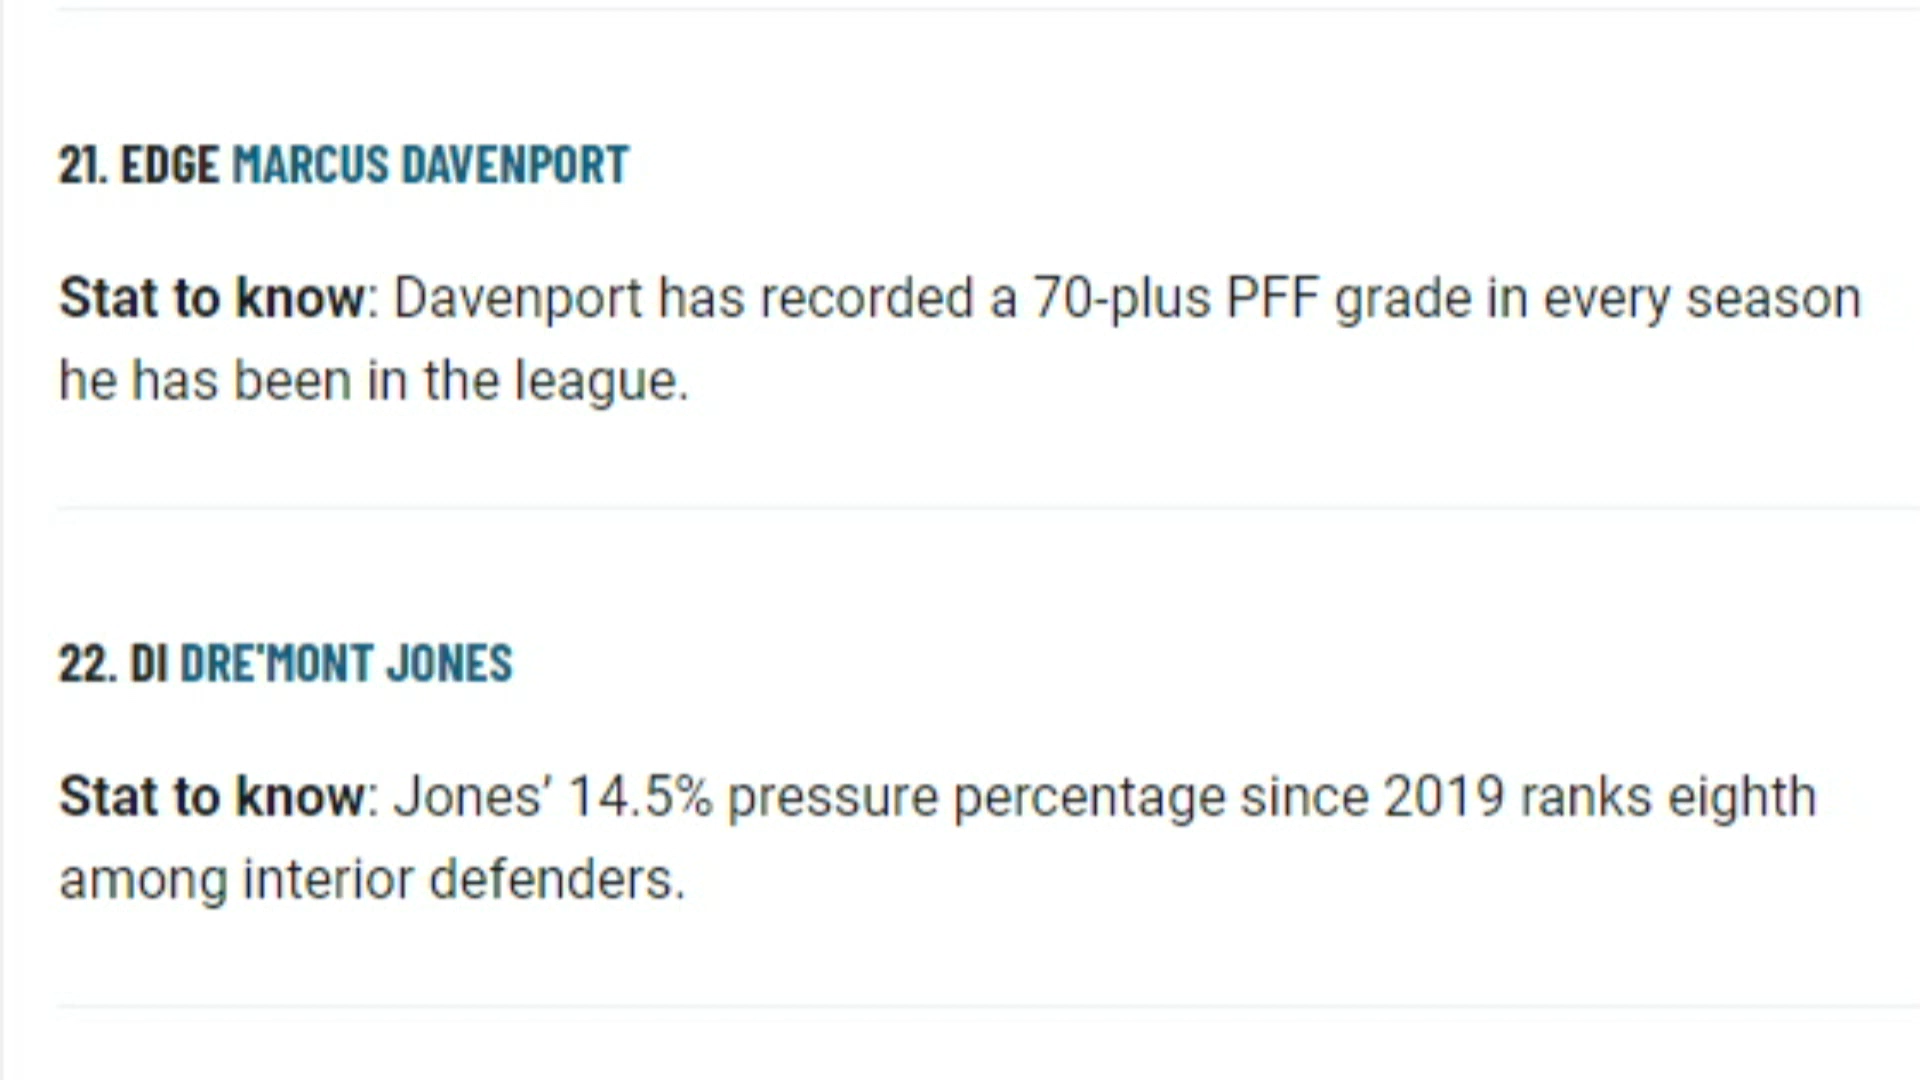 21. EDGE MARCUS DAVENPORT
Stat to know: Davenport has recorded a 70-plus PFF grade in every season
he has been in the league.
22. DI DRE'MONT JONES
Stat to know: Jones’ 14.5% pressure percentage since 2019 ranks eighth
among interior defenders.